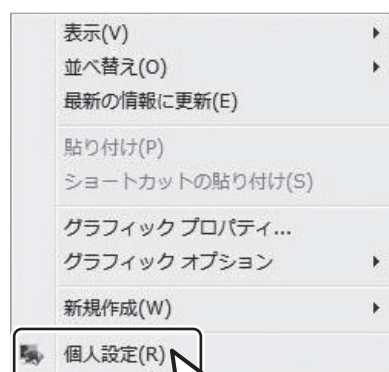 表示(V)
並べ替え(O)
最新の情報に更新(E)
貼り付け(P)
ショートカットの貼り付け(S)
グラフィック プロパティ...
グラフィック オプション
新規作成(W)
個人設定(R)